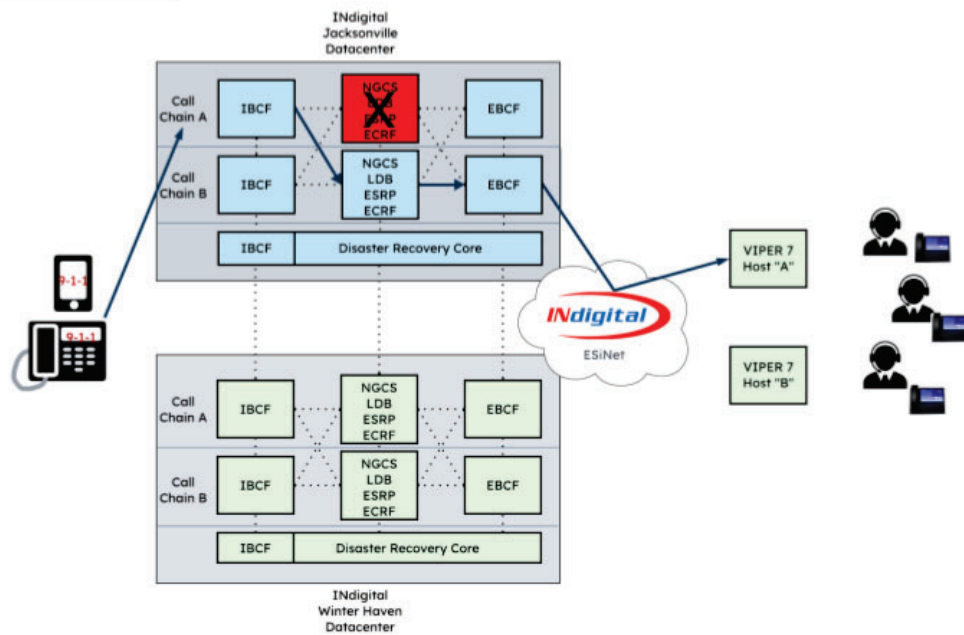 INdigital
Jacksonville
Datacenter
Call
Chain A
IBCF
NGCS
LDB
ESRP
ECRF
EBCF
Call
Chain B
IBCF
NGCS
LDB
ESRP
ECRF
EBCF
IBCF
Disaster Recovery Core
9-1-1
9-1-1
INdigital
ESiNet
VIPER 7
Host "A"
VIPER 7
Host "B"
Call
Chain A
IBCF
NGCS
LDB
ESRP
ECRF
EBCF
Call
Chain B
IBCF
NGCS
LDB
ESRP
ECRF
EBCF
IBCF
Disaster Recovery Core
INdigital
Winter Haven
Datacenter